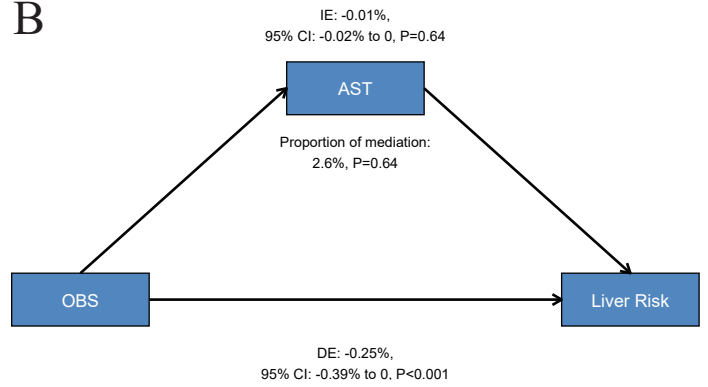 B
IE: -0.01%,
95% CI: -0.02% to 0, P=0.64
AST
Proportion of mediation:
2.6%, P=0.64
OBS
Liver Risk
DE: -0.25%,
95% CI: -0.39% to 0, P<0.001